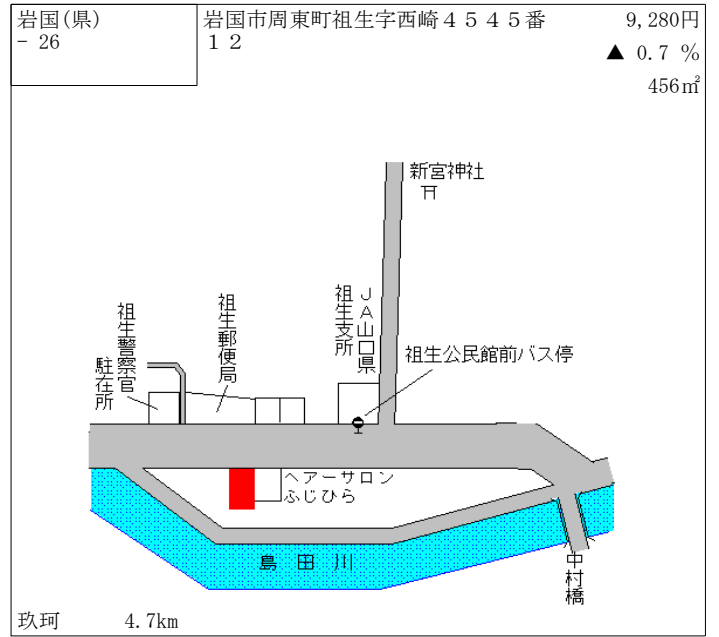 岩国(県)
- 26
岩国市周東町祖生字西崎４５４５番
１２
9,280円
▲ 0.7 %
456㎡
新宮神社
祖生警察官
駐在所
祖生郵便局
ＪＡ山口県
祖生支所
祖生公民館前バス停
ヘアーサロン
ふじひら
島田川
中村橋
玖珂 4.7km